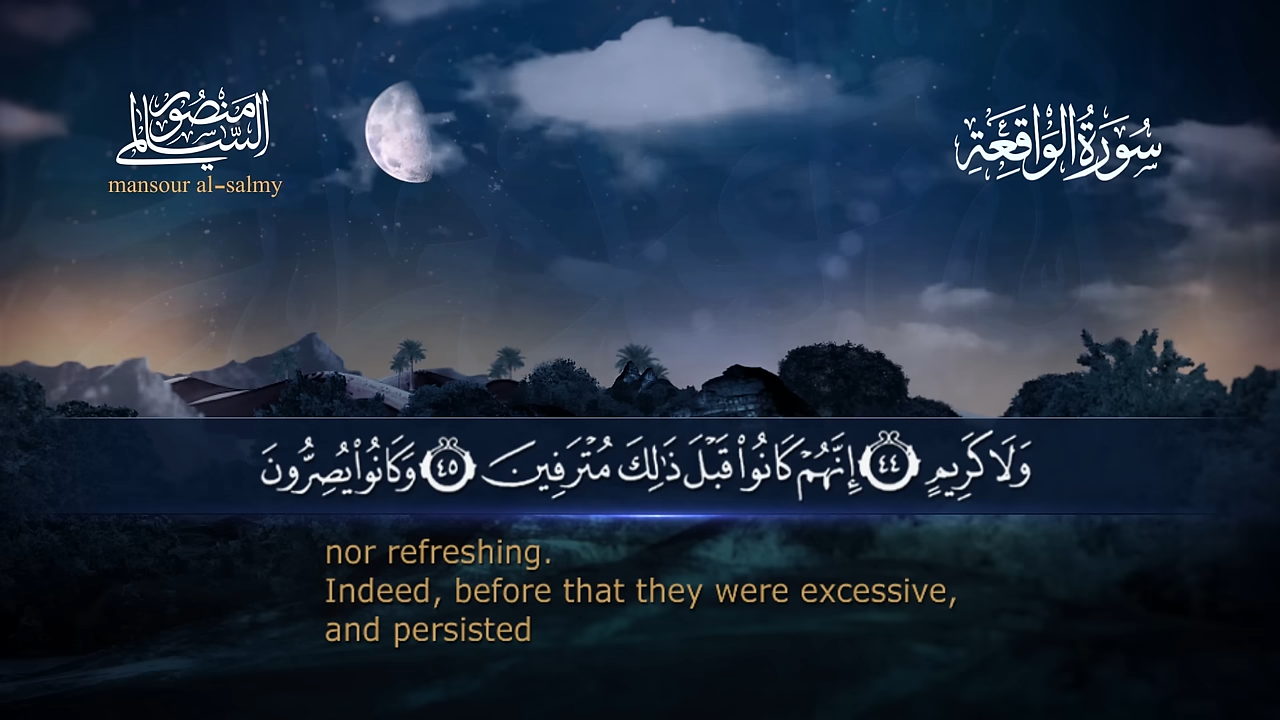 منصور السالمي
mansour al-salmy
سُورَةُ الوَاقِعَةِ
وَلَا كَرِيمٍ ٤٤ إِنَّهُمْ كَانُوا۟ قَبْلَ ذَٰلِكَ مُتْرَفِينَ ٤٥ وَكَانُوا۟ يُصِرُّونَ
nor refreshing.
Indeed, before that they were excessive,
and persisted